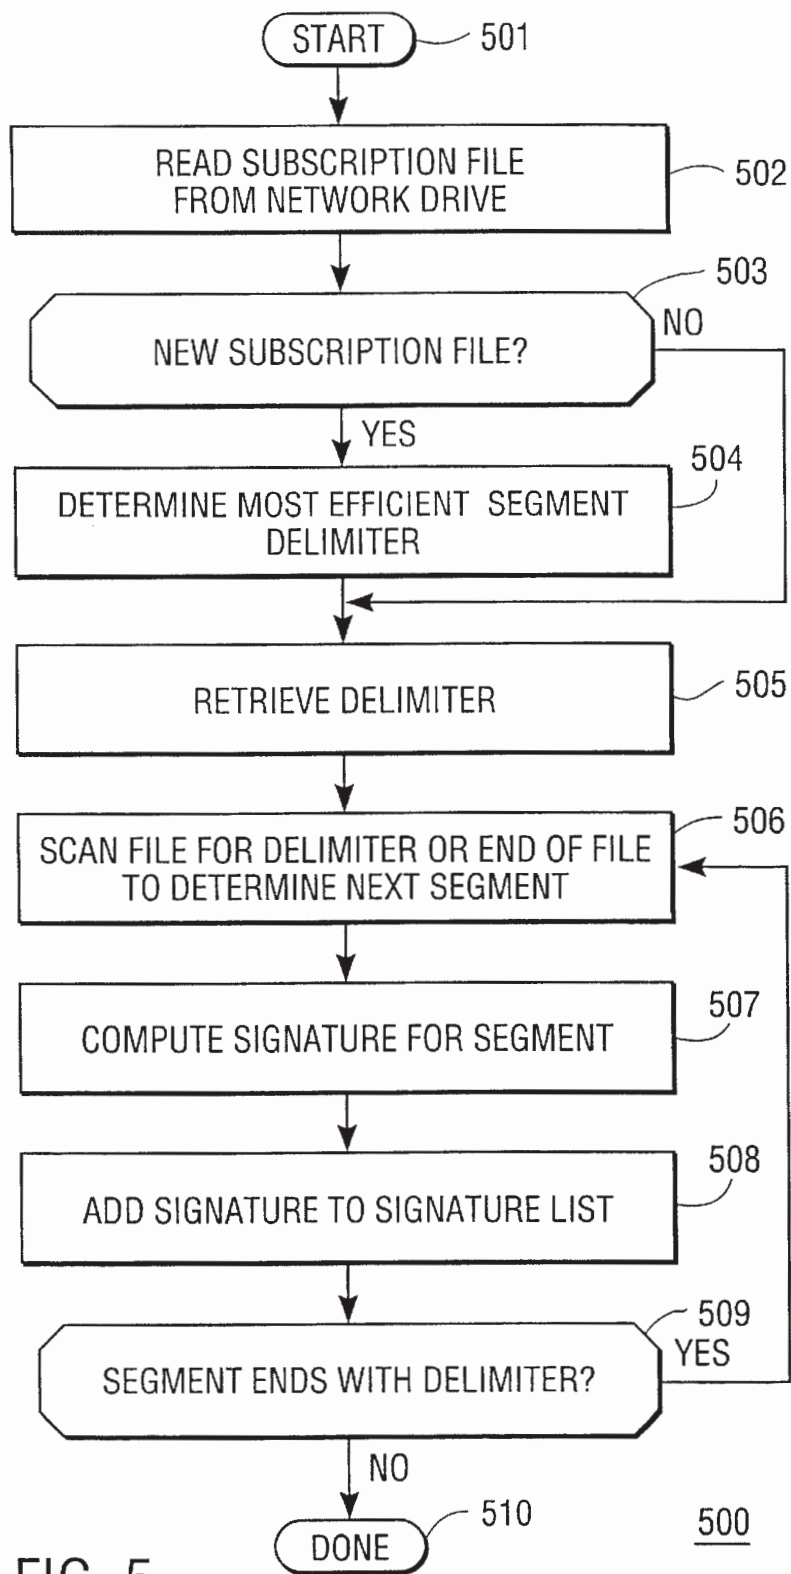 START
501
READ SUBSCRIPTION FILE
FROM NETWORK DRIVE
502
503
NEW SUBSCRIPTION FILE?
NO
YES
504
DETERMINE MOST EFFICIENT SEGMENT
DELIMITER
RETRIEVE DELIMITER
505
506
SCAN FILE FOR DELIMITER OR END OF FILE
TO DETERMINE NEXT SEGMENT
507
COMPUTE SIGNATURE FOR SEGMENT
508
ADD SIGNATURE TO SIGNATURE LIST
509
YES
SEGMENT ENDS WITH DELIMITER?
NO
510
DONE
500
FIG. 5